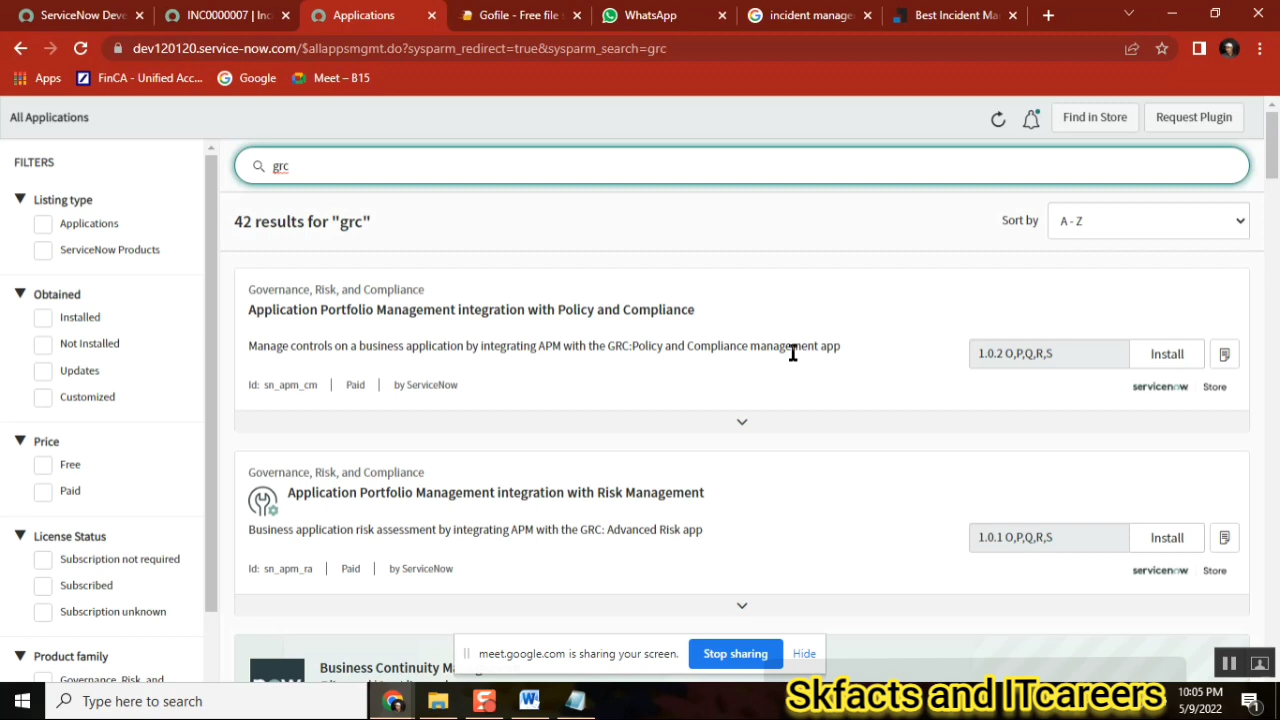 ServiceNow Deve
INC0000007 | Inc
Applications
Gofile - Free file s
WhatsApp
incident manage
Best Incident Ma
dev120120.service-now.com/$allappsmgmt.do?sysparm_redirect=true&sysparm_search=grc
Apps
FinCA - Unified Acc...
Google
Meet – B15
All Applications
Find in Store
Request Plugin
FILTERS
grc
Listing type
Applications
ServiceNow Products
42 results for "grc"
Sort by
A - Z
Obtained
Installed
Not Installed
Updates
Customized
Governance, Risk, and Compliance
Application Portfolio Management integration with Policy and Compliance
Manage controls on a business application by integrating APM with the GRC:Policy and Compliance management app
1.0.2 O,P,Q,R,S
Install
Id: sn_apm_cm | Paid | by ServiceNow
servicenow Store
Price
Free
Paid
Governance, Risk, and Compliance
Application Portfolio Management integration with Risk Management
Business application risk assessment by integrating APM with the GRC: Advanced Risk app
1.0.1 O,P,Q,R,S
Install
Id: sn_apm_ra | Paid | by ServiceNow
servicenow Store
License Status
Subscription not required
Subscribed
Subscription unknown
Product family
Governance, Risk, and
Business Continuity
meet.google.com is sharing your screen.
Stop sharing
Hide
Type here to search
Skfacts and ITcareers
10:05 PM
5/9/2022
1